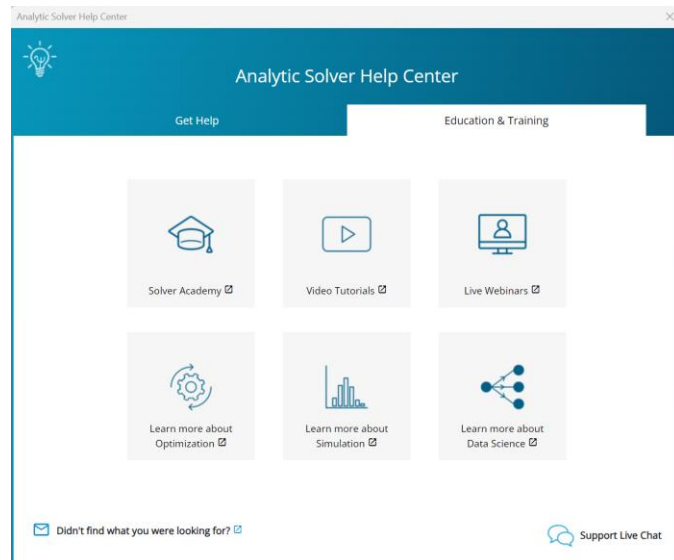 Analytic Solver Help Center
Analytic Solver Help Center
Get Help
Education & Training
Solver Academy
Video Tutorials
Live Webinars
Learn more about
Optimization
Learn more about
Simulation
Learn more about
Data Science
Didn't find what you were looking for?
Support Live Chat